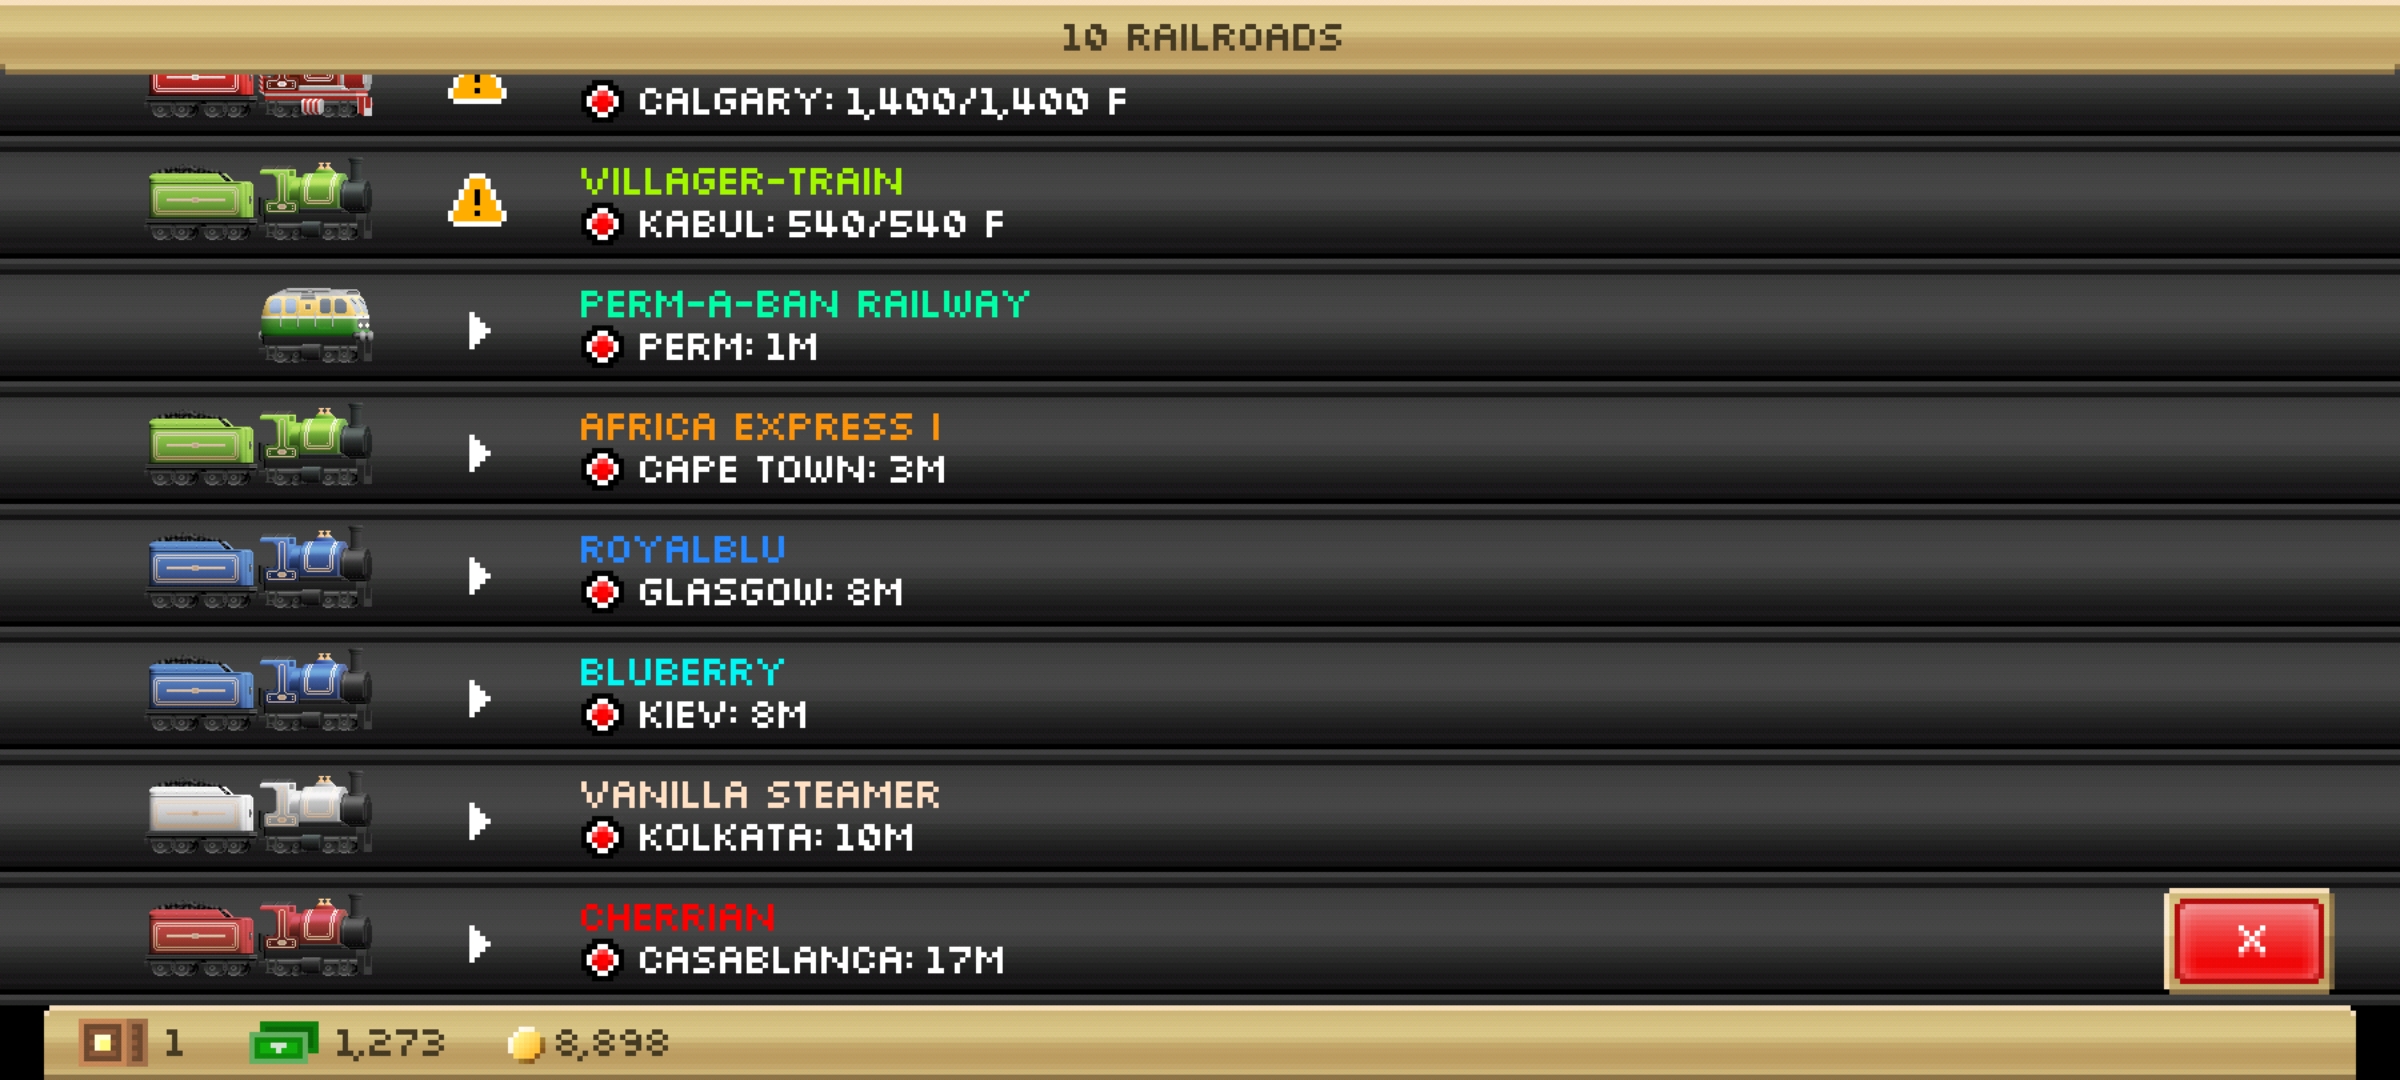 10 RAILROADS
CALGARY: 1,400/1,400 F
VILLAGER-TRAIN
KABUL: 540/540 F
PERM-A-BAN RAILWAY
PERM: 1M
AFRICA EXPRESS I
CAPE TOWN: 3M
ROYALBLU
GLASGOW: 8M
BLUBERRY
KIEV: 8M
VANILLA STEAMER
KOLKATA: 10M
CHERRIAN
CASABLANCA: 17M
X
1 1,273 8,898